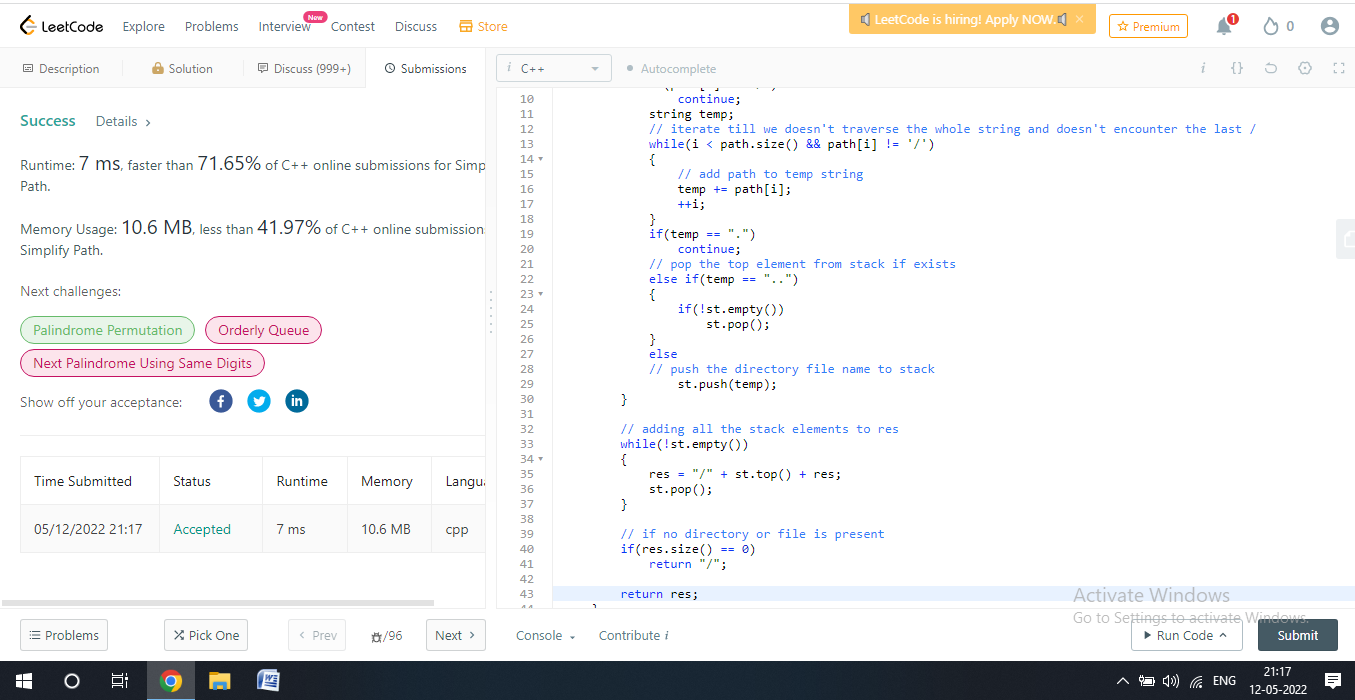 LeetCode Explore Problems Interview New Contest Discuss Store LeetCode is hiring! Apply NOW. × Premium 1 0
Description Solution Discuss (999+) Submissions
i C++ Autocomplete i {}
Success Details >
Runtime: 7 ms, faster than 71.65% of C++ online submissions for Simp
Path.
Memory Usage: 10.6 MB, less than 41.97% of C++ online submission
Simplify Path.
Next challenges:
Palindrome Permutation Orderly Queue
Next Palindrome Using Same Digits
Show off your acceptance:
Time Submitted Status Runtime Memory Langu
05/12/2022 21:17 Accepted 7 ms 10.6 MB cpp
10 continue;
11 string temp;
12 // iterate till we doesn't traverse the whole string and doesn't encounter the last /
13 while(i < path.size() && path[i] != '/')
14 {
15 // add path to temp string
16 temp += path[i];
17 ++i;
18 }
19 if(temp == ".")
20 continue;
21 // pop the top element from stack if exists
22 else if(temp == "..")
23 {
24 if(!st.empty())
25 st.pop();
26 }
27 else
28 // push the directory file name to stack
29 st.push(temp);
30 }
31
32 // adding all the stack elements to res
33 while(!st.empty())
34 {
35 res = "/" + st.top() + res;
36 st.pop();
37 }
38
39 // if no directory or file is present
40 if(res.size() == 0)
41 return "/";
42
43 return res;
Activate Windows
Go to Settings to activate Windows.
Problems Pick One < Prev /96 Next > Console Contribute i Run Code Submit
ENG
21:17
12-05-2022